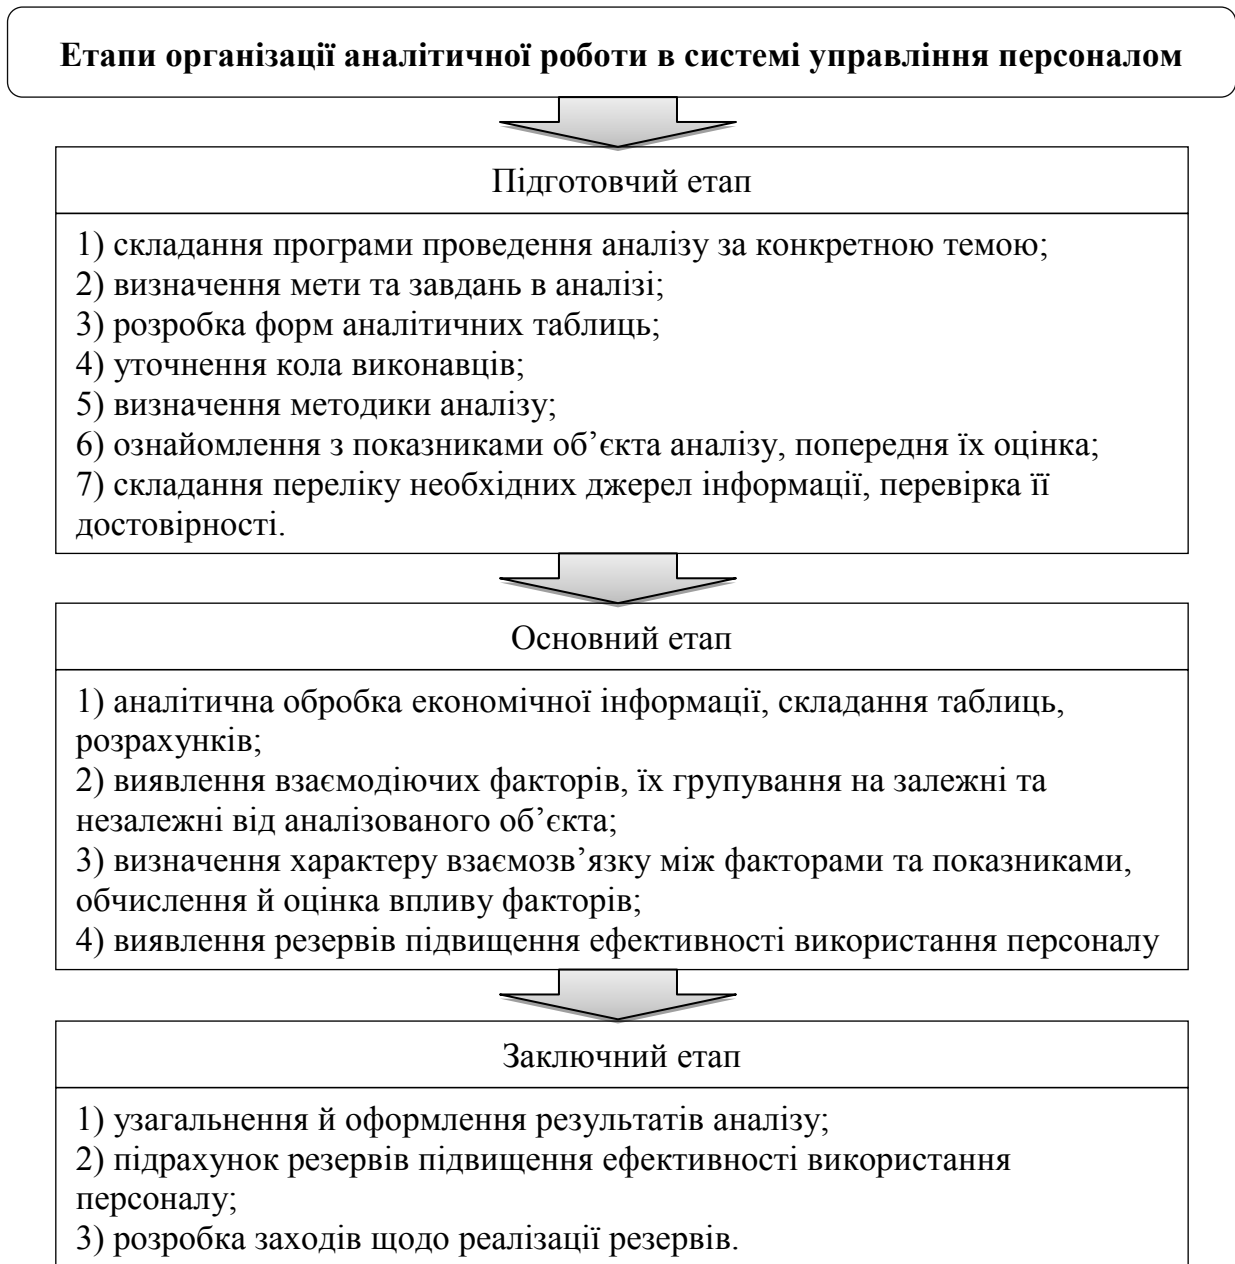 Етапи організації аналітичної роботи в системі управління персоналом
Підготовчий етап
1) складання програми проведення аналізу за конкретною темою;
2) визначення мети та завдань в аналізі;
3) розробка форм аналітичних таблиць;
4) уточнення кола виконавців;
5) визначення методики аналізу;
6) ознайомлення з показниками об’єкта аналізу, попередня їх оцінка;
7) складання переліку необхідних джерел інформації, перевірка її
достовірності.
Основний етап
1) аналітична обробка економічної інформації, складання таблиць,
розрахунків;
2) виявлення взаємодіючих факторів, їх групування на залежні та
незалежні від аналізованого об’єкта;
3) визначення характеру взаємозв’язку між факторами та показниками,
обчислення й оцінка впливу факторів;
4) виявлення резервів підвищення ефективності використання персоналу
Заключний етап
1) узагальнення й оформлення результатів аналізу;
2) підрахунок резервів підвищення ефективності використання
персоналу;
3) розробка заходів щодо реалізації резервів.